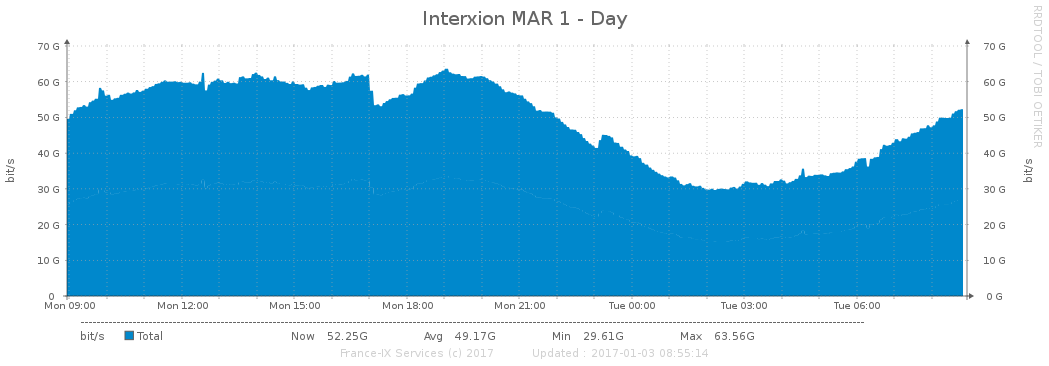 Interxion MAR 1 - Day
RRDTOOL / TOBI OETIKER
70 G 70 G
60 G 60 G
50 G 50 G
40 G 40 G
bit/s bit/s
30 G 30 G
20 G 20 G
10 G 10 G
0 0 G
Mon 09:00 Mon 12:00 Mon 15:00 Mon 18:00 Mon 21:00 Tue 00:00 Tue 03:00 Tue 06:00
bit/s Total Now 52.25G Avg 49.17G Min 29.61G Max 63.56G
France-IX Services (c) 2017 Updated : 2017-01-03 08:55:14